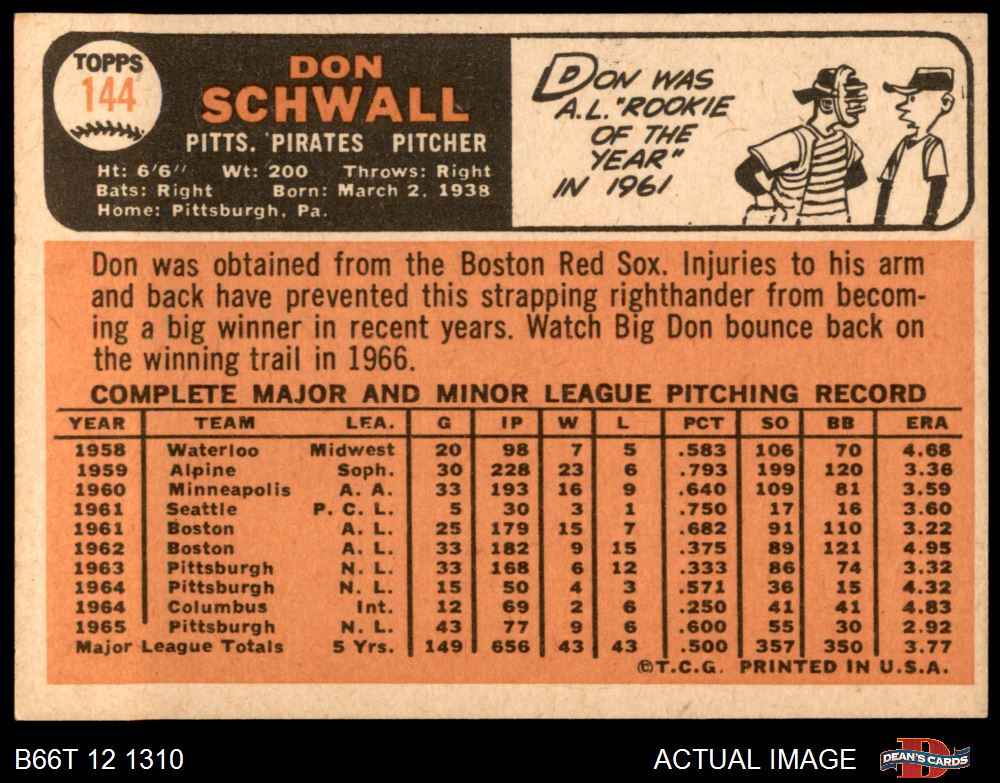 TOPPS
144
DON
SCHWALL
PITTS. PIRATES PITCHER
Ht: 6'6" Wt: 200 Throws: Right
Bats: Right Born: March 2, 1938
Home: Pittsburgh, Pa.
DON WAS
A.L. "ROOKIE
OF THE
YEAR"
IN 1961
Don was obtained from the Boston Red Sox. Injuries to his arm
and back have prevented this strapping righthander from becom-
ing a big winner in recent years. Watch Big Don bounce back on
the winning trail in 1966.
COMPLETE MAJOR AND MINOR LEAGUE PITCHING RECORD
YEAR TEAM LEA. G IP W L PCT SO BB ERA
1958 Waterloo Midwest 20 98 7 5 .583 106 70 4.68
1959 Alpine Soph. 30 228 23 6 .793 199 120 3.36
1960 Minneapolis A. A. 33 193 16 9 .640 109 81 3.59
1961 Seattle P. C. L. 5 30 3 1 .750 17 16 3.60
1961 Boston A. L. 25 179 15 7 .682 91 110 3.22
1962 Boston A. L. 33 182 9 15 .375 89 121 4.95
1963 Pittsburgh N. L. 33 168 6 12 .333 86 74 3.32
1964 Pittsburgh N. L. 15 50 4 3 .571 36 15 4.32
1964 Columbus Int. 12 69 2 6 .250 41 41 4.83
1965 Pittsburgh N. L. 43 77 9 6 .600 55 30 2.92
Major League Totals 5 Yrs. 149 656 43 43 .500 357 350 3.77
©T.C.G. PRINTED IN U.S.A.
B66T 12 1310
ACTUAL IMAGE
DEAN'S CARDS